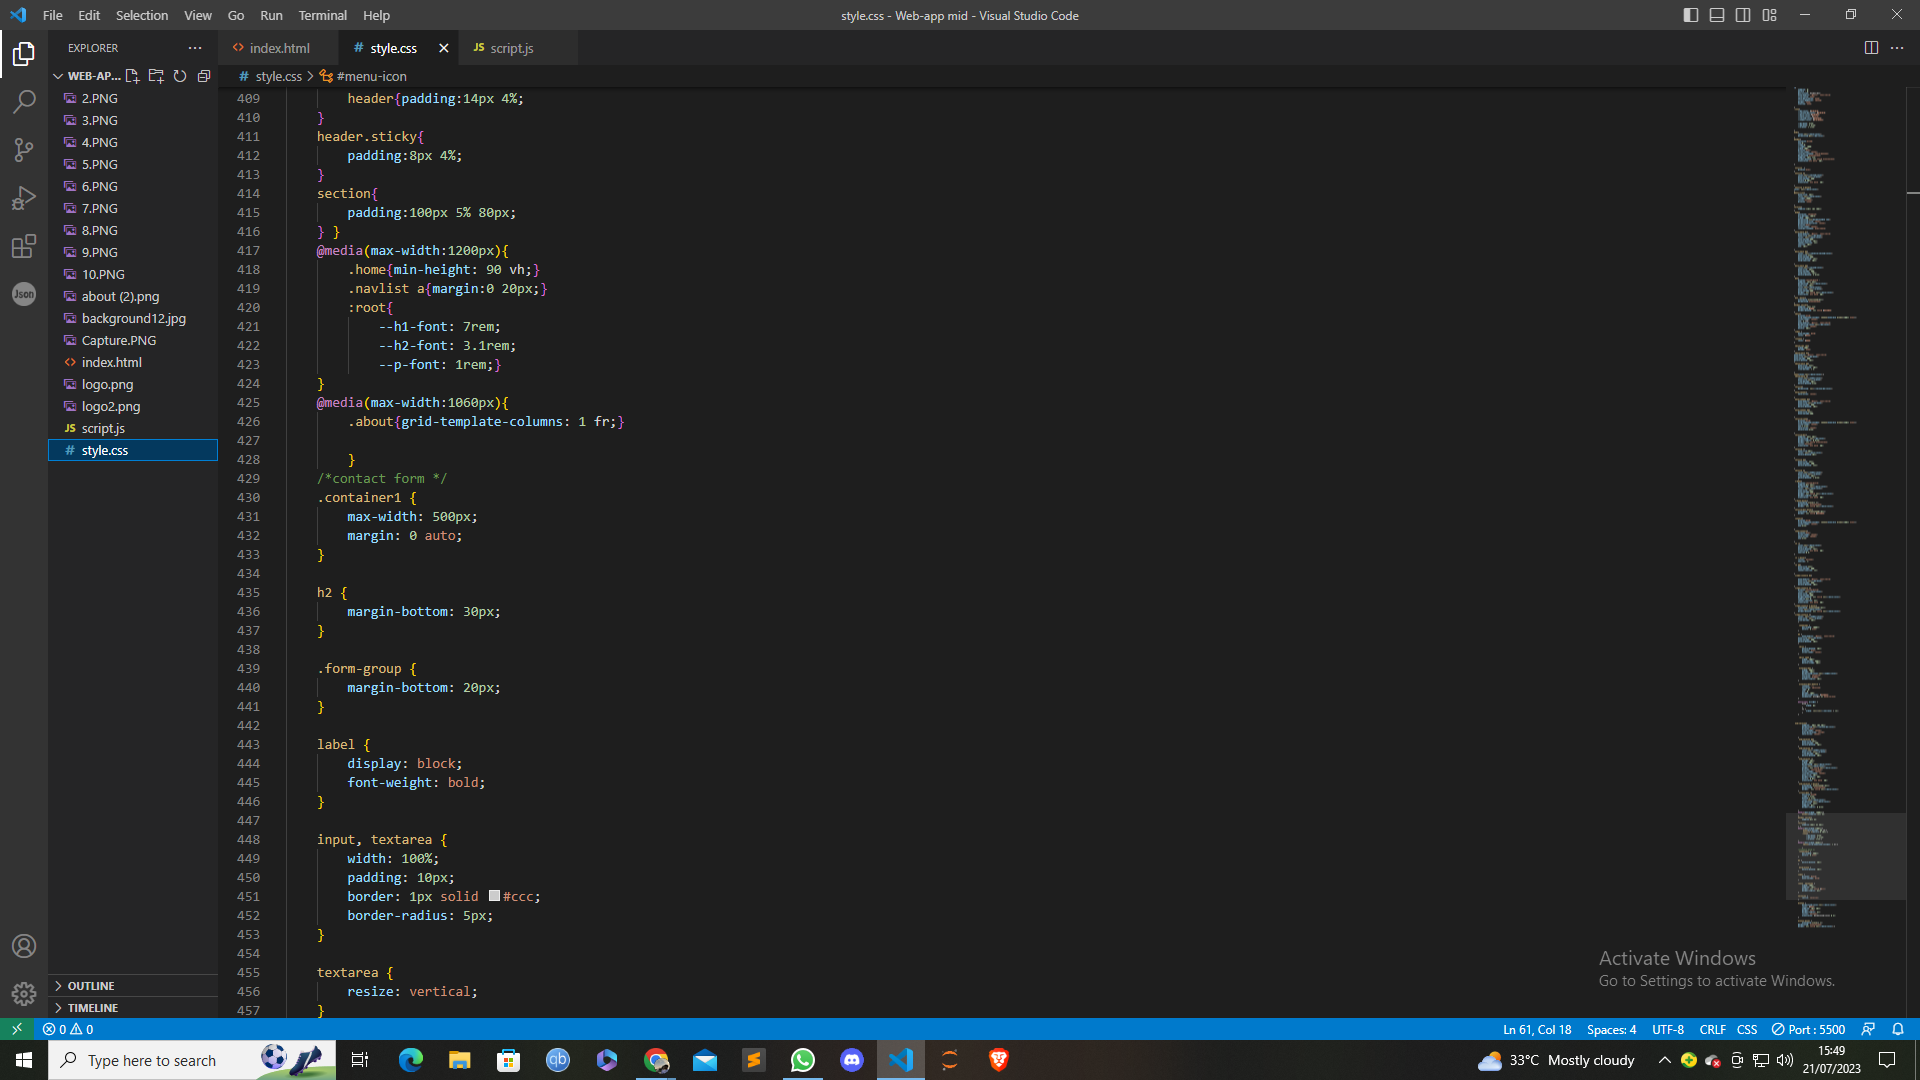 File Edit Selection View Go Run Terminal Help
style.css - Web-app mid - Visual Studio Code
EXPLORER
WEB-AP...
2.PNG
3.PNG
4.PNG
5.PNG
6.PNG
7.PNG
8.PNG
9.PNG
10.PNG
about (2).png
background12.jpg
Capture.PNG
index.html
logo.png
logo2.png
JS script.js
# style.css
OUTLINE
TIMELINE
Json
index.html
# style.css
JS script.js
# style.css > #menu-icon
409 header{padding:14px 4%;
410 }
411 header.sticky{
412 padding:8px 4%;
413 }
414 section{
415 padding:100px 5% 80px;
416 } }
417 @media(max-width:1200px){
418 .home{min-height: 90 vh;}
419 .navlist a{margin:0 20px;}
420 :root{
421 --h1-font: 7rem;
422 --h2-font: 3.1rem;
423 --p-font: 1rem;}
424 }
425 @media(max-width:1060px){
426 .about{grid-template-columns: 1 fr;}
427
428 }
429 /*contact form */
430 .container1 {
431 max-width: 500px;
432 margin: 0 auto;
433 }
434
435 h2 {
436 margin-bottom: 30px;
437 }
438
439 .form-group {
440 margin-bottom: 20px;
441 }
442
443 label {
444 display: block;
445 font-weight: bold;
446 }
447
448 input, textarea {
449 width: 100%;
450 padding: 10px;
451 border: 1px solid #ccc;
452 border-radius: 5px;
453 }
454
455 textarea {
456 resize: vertical;
457 }
Activate Windows
Go to Settings to activate Windows.
0 0
Ln 61, Col 18 Spaces: 4 UTF-8 CRLF CSS Port : 5500
Type here to search
qb
33°C Mostly cloudy
15:49
21/07/2023